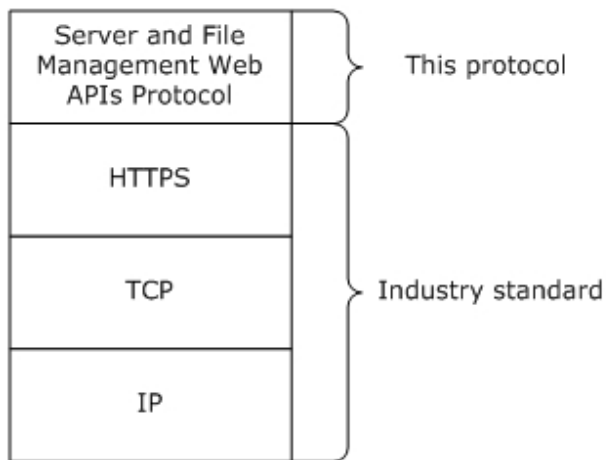 Server and File
Management Web
APIs Protocol
This protocol
HTTPS
TCP
Industry standard
IP